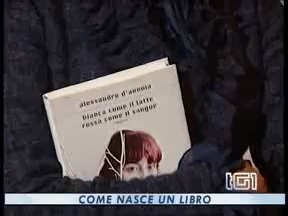 alessandro d'avenia
bianca come il latte
rossa come il sangue
TG1
COME NASCE UN LIBRO